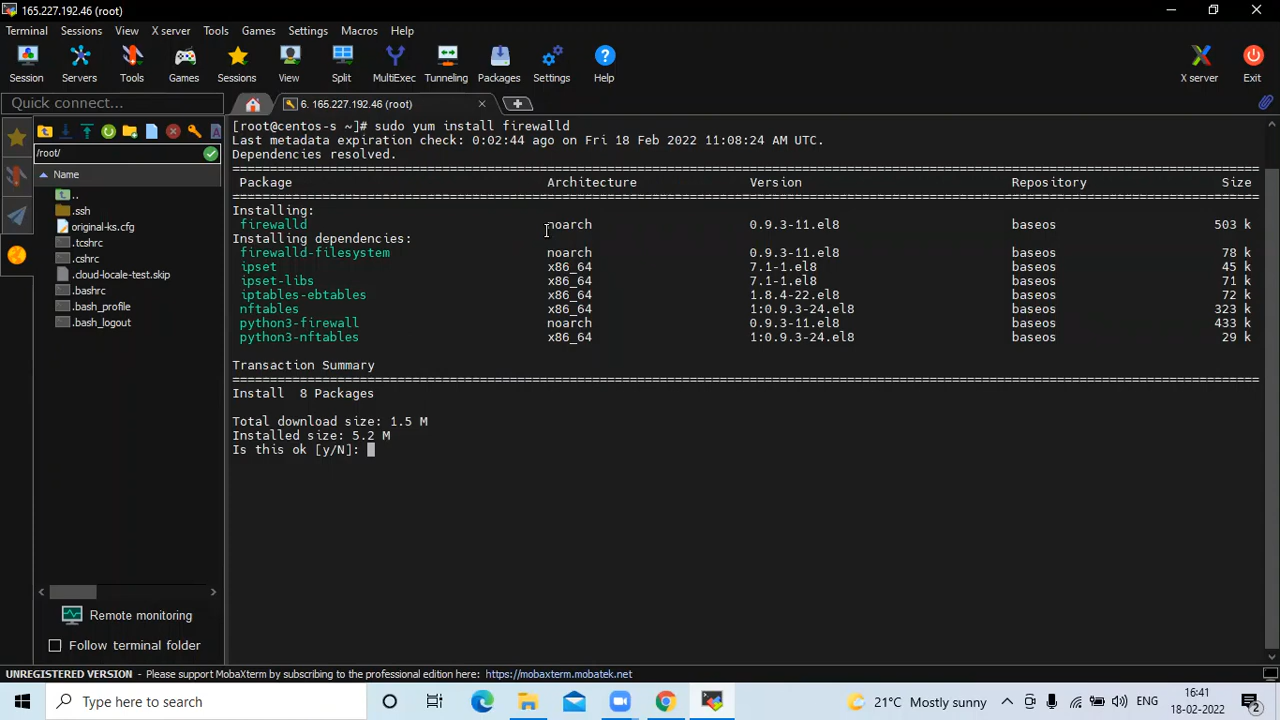 165.227.192.46 (root)
Terminal Sessions View X server Tools Games Settings Macros Help
Session Servers Tools Games Sessions View Split MultiExec Tunneling Packages Settings Help X server Exit
Quick connect...
6. 165.227.192.46 (root)
/root/
Name
..
.ssh
original-ks.cfg
.tcshrc
.cshrc
.cloud-locale-test.skip
.bashrc
.bash_profile
.bash_logout
Remote monitoring
Follow terminal folder
[root@centos-s ~]# sudo yum install firewalld
Last metadata expiration check: 0:02:44 ago on Fri 18 Feb 2022 11:08:24 AM UTC.
Dependencies resolved.
Package Architecture Version Repository Size
Installing:
firewalld noarch 0.9.3-11.el8 baseos 503 k
Installing dependencies:
firewalld-filesystem noarch 0.9.3-11.el8 baseos 78 k
ipset x86_64 7.1-1.el8 baseos 45 k
ipset-libs x86_64 7.1-1.el8 baseos 71 k
iptables-ebtables x86_64 1.8.4-22.el8 baseos 72 k
nftables x86_64 1:0.9.3-24.el8 baseos 323 k
python3-firewall noarch 0.9.3-11.el8 baseos 433 k
python3-nftables x86_64 1:0.9.3-24.el8 baseos 29 k
Transaction Summary
Install 8 Packages
Total download size: 1.5 M
Installed size: 5.2 M
Is this ok [y/N]:
UNREGISTERED VERSION - Please support MobaXterm by subscribing to the professional edition here: https://mobaxterm.mobatek.net
Type here to search
21°C Mostly sunny
ENG
16:41
18-02-2022
2